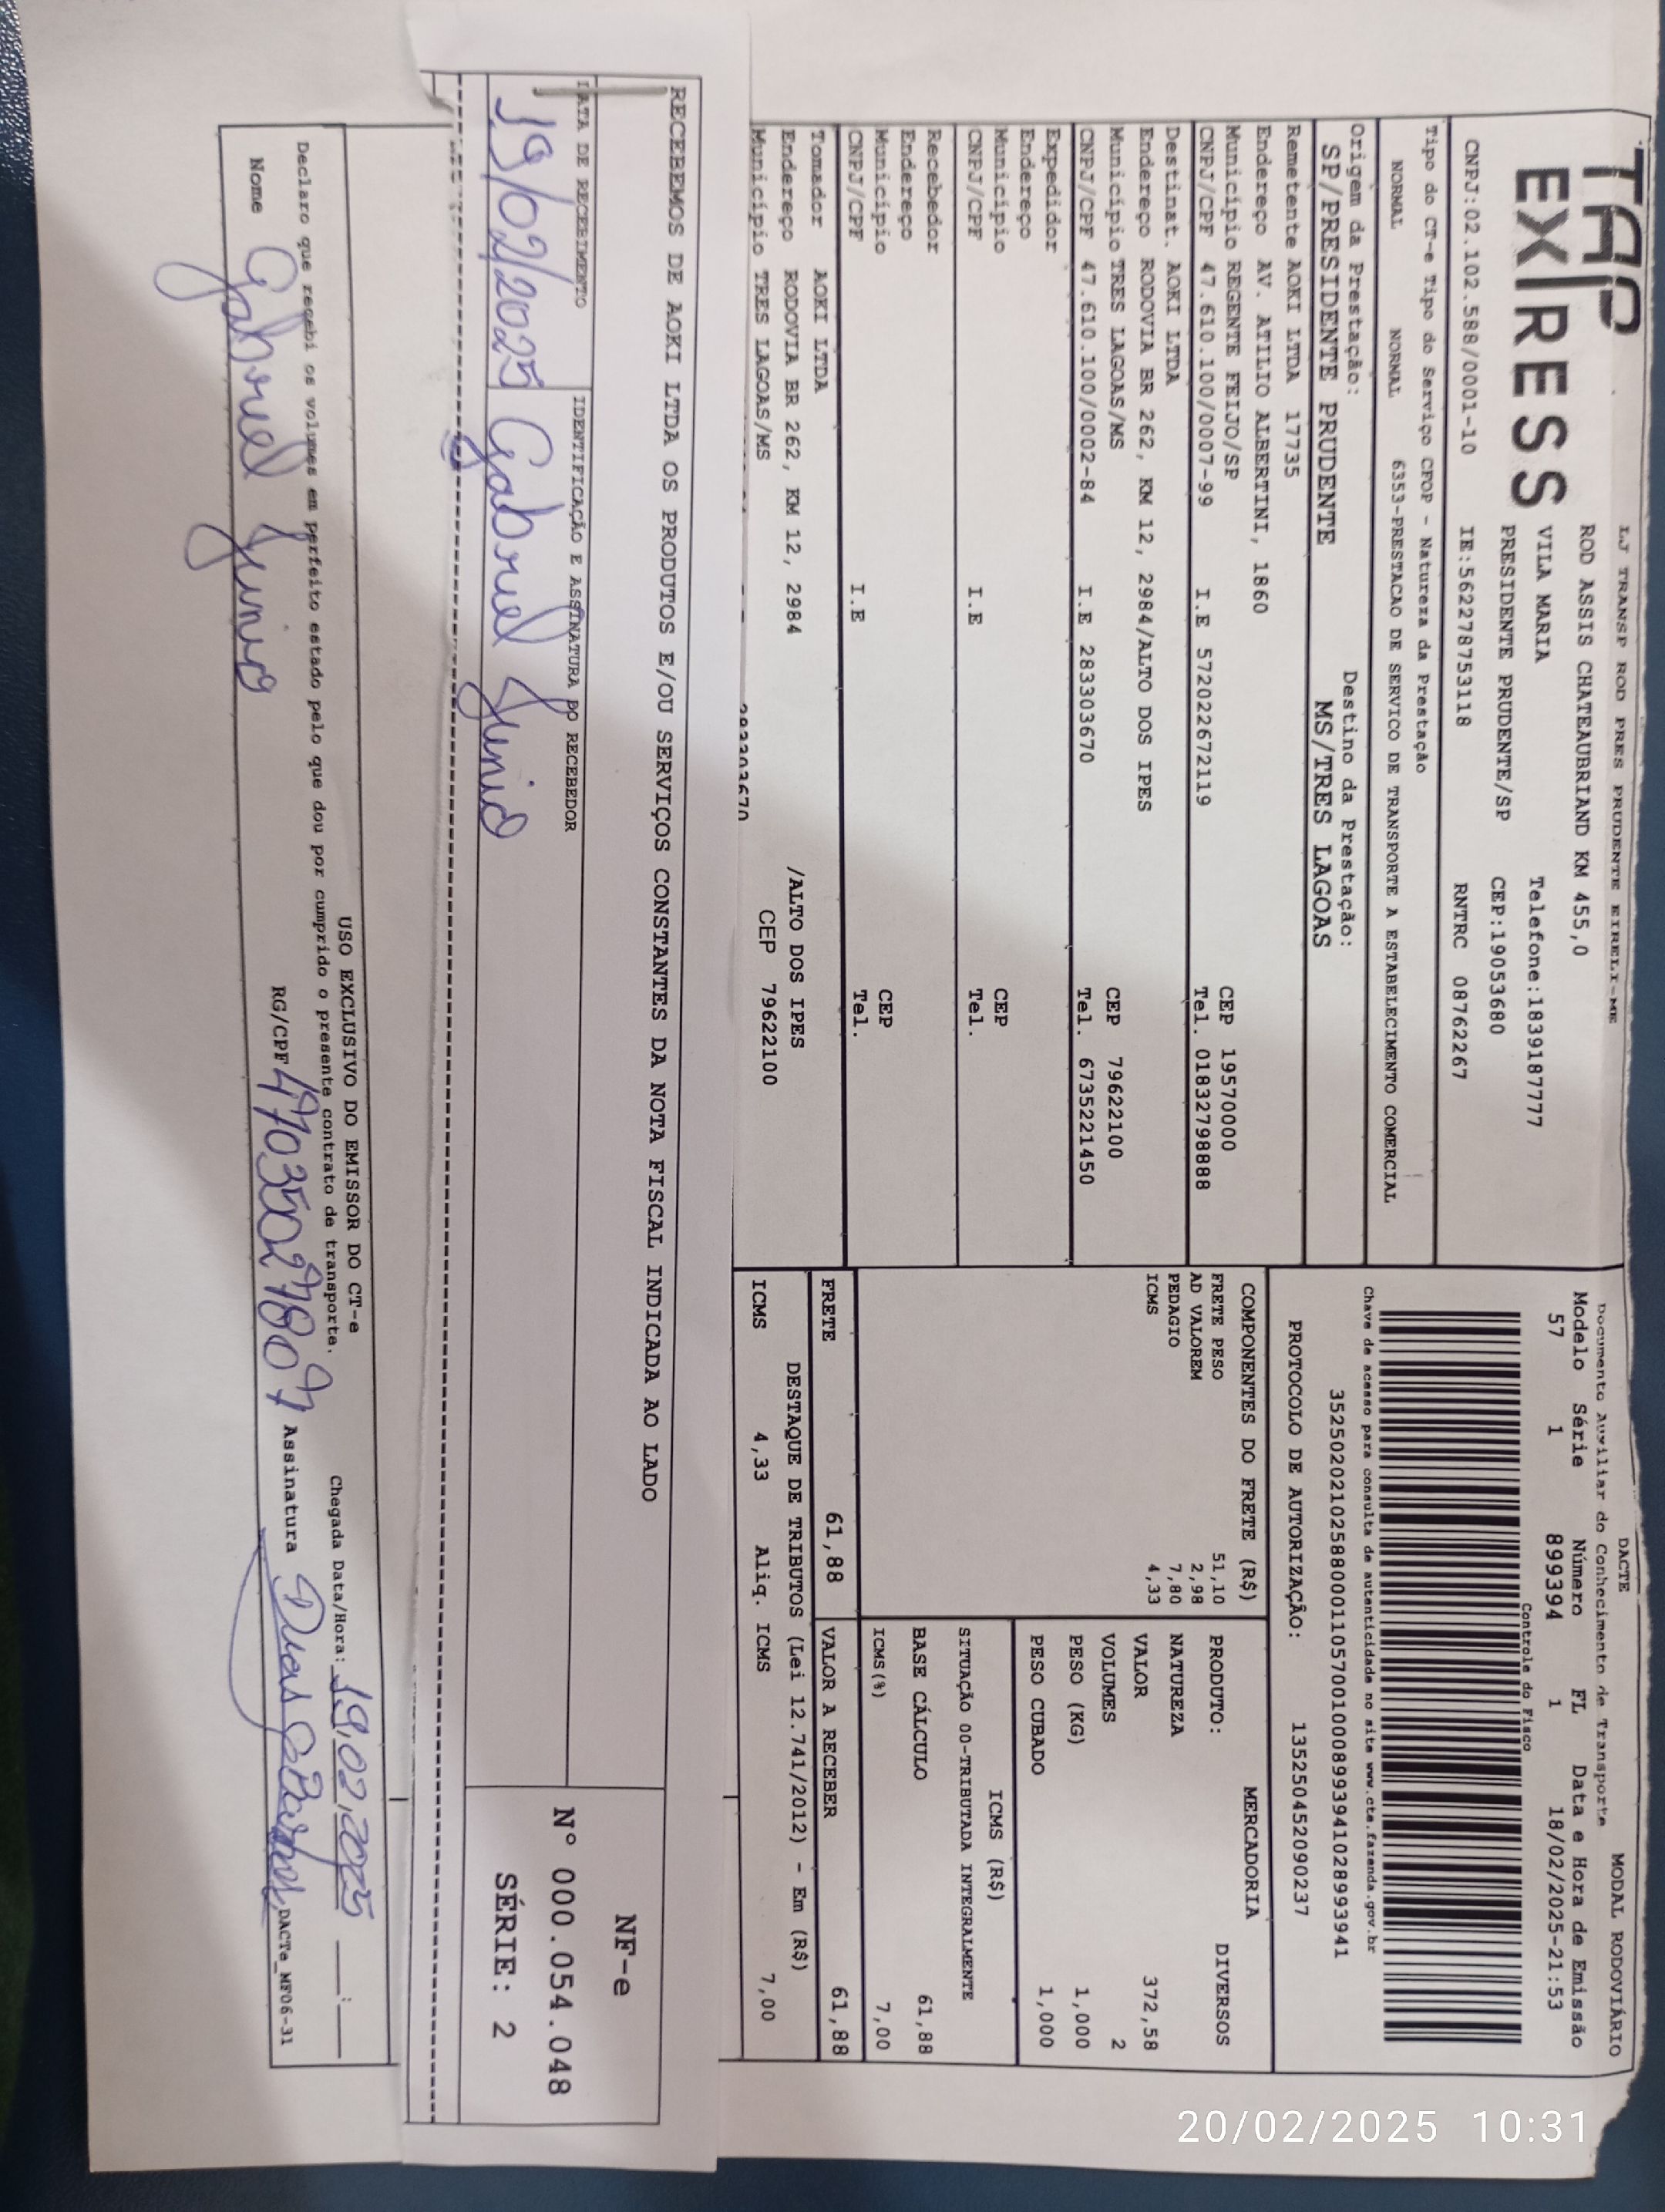 TAP
EX/RESS
LJ TRANSP ROD PRES PRUDENTE EIRELI-ME
ROD ASSIS CHATEAUBRIAND KM 455,0
VILA MARIA Telefone:1839187777
PRESIDENTE PRUDENTE/SP CEP:19053680
CNPJ:02.102.588/0001-10 IE:562278753118 RNTRC 08762267
Tipo do CT-e Tipo do Serviço CFOP - Natureza da Prestação
NORMAL NORMAL 6353-PRESTACAO DE SERVICO DE TRANSPORTE A ESTABELECIMENTO COMERCIAL
Origem da Prestação: Destino da Prestação:
SP/PRESIDENTE PRUDENTE MS/TRES LAGOAS
Remetente AOKI LTDA 17735
Endereço AV. ATILIO ALBERTINI, 1860
Município REGENTE FEIJO/SP CEP 19570000
CNPJ/CPF 47.610.100/0007-99 I.E 572022672119 Tel. 01832798888
Destinat. AOKI LTDA
Endereço RODOVIA BR 262, KM 12, 2984/ALTO DOS IPES
Município TRES LAGOAS/MS CEP 79622100
CNPJ/CPF 47.610.100/0002-84 I.E 283303670 Tel. 6735221450
Expedidor
Endereço
Município CEP
CNPJ/CPF I.E Tel.
Recebedor
Endereço
Município CEP
CNPJ/CPF I.E Tel.
Tomador AOKI LTDA
Endereço RODOVIA BR 262, KM 12, 2984 /ALTO DOS IPES
Município TRES LAGOAS/MS CEP 79622100
283303670
DACTE MODAL RODOVIÁRIO
Documento Auxiliar do Conhecimento de Transporte
Modelo Série Número FL Data e Hora de Emissão
57 1 899394 1 18/02/2025-21:53
Controle do Fisco
Chave de acesso para consulta de autenticidade no site www.cte.fazenda.gov.br
35250202102588000110570010008993941028993941
PROTOCOLO DE AUTORIZAÇÃO: 135250452090237
COMPONENTES DO FRETE (R$)
FRETE PESO 51,10
AD VALOREM 2,98
PEDAGIO 7,80
ICMS 4,33
MERCADORIA
PRODUTO: DIVERSOS
NATUREZA
VALOR 372,58
VOLUMES 2
PESO (KG) 1,000
PESO CUBADO 1,000
ICMS (R$)
SITUAÇÃO 00-TRIBUTADA INTEGRALMENTE
BASE CÁLCULO 61,88
ICMS(%) 7,00
FRETE 61,88 VALOR A RECEBER 61,88
DESTAQUE DE TRIBUTOS (Lei 12.741/2012) - Em (R$)
ICMS 4,33 Aliq. ICMS 7,00
RECEBEMOS DE AOKI LTDA OS PRODUTOS E/OU SERVIÇOS CONSTANTES DA NOTA FISCAL INDICADA AO LADO
DATA DE RECEBIMENTO IDENTIFICAÇÃO E ASSINATURA DO RECEBEDOR
19/02/2025 Gabriel Junio
NF-e
N° 000.054.048
SÉRIE: 2
USO EXCLUSIVO DO EMISSOR DO CT-e
Declaro que recebi os volumes em perfeito estado pelo que dou por cumprido o presente contrato de transporte.
Chegada Data/Hora: 19,02,2025 __:__
Nome Gabriel Junio RG/CPF 47035027807 Assinatura
DACTe_MF06-31
20/02/2025 10:31